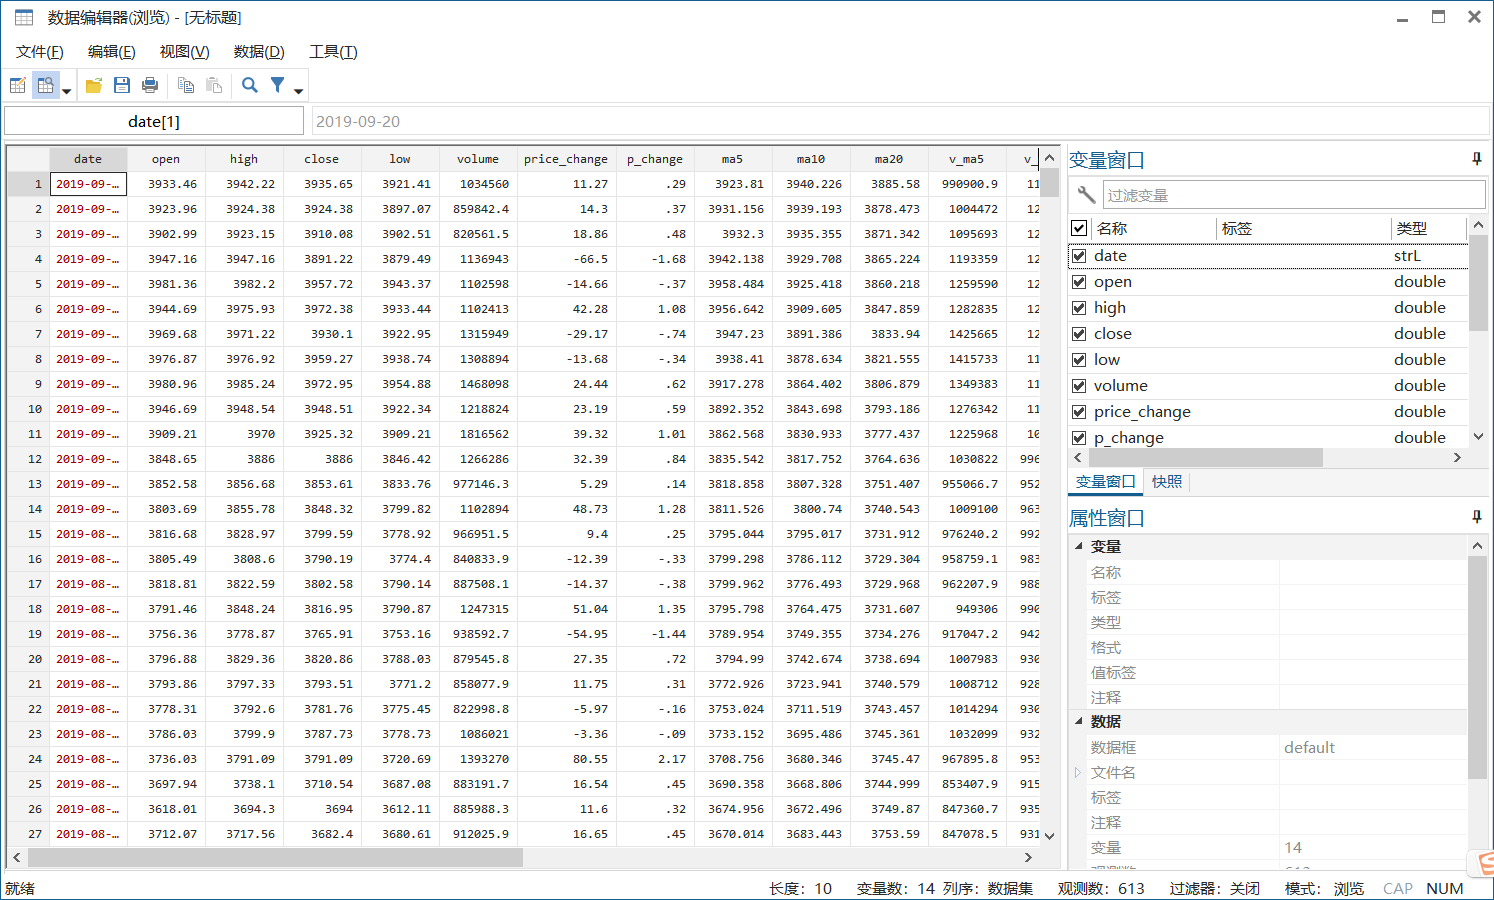 数据编辑器(浏览) - [无标题]
文件(F) 编辑(E) 视图(V) 数据(D) 工具(T)
date[1] 2019-09-20
date open high close low volume price_change p_change ma5 ma10 ma20 v_ma5 v_
1 2019-09-… 3933.46 3942.22 3935.65 3921.41 1034560 11.27 .29 3923.81 3940.226 3885.58 990900.9 11
2 2019-09-… 3923.96 3924.38 3924.38 3897.07 859842.4 14.3 .37 3931.156 3939.193 3878.473 1004472 12
3 2019-09-… 3902.99 3923.15 3910.08 3902.51 820561.5 18.86 .48 3932.3 3935.355 3871.342 1095693 12
4 2019-09-… 3947.16 3947.16 3891.22 3879.49 1136943 -66.5 -1.68 3942.138 3929.708 3865.224 1193359 12
5 2019-09-… 3981.36 3982.2 3957.72 3943.37 1102598 -14.66 -.37 3958.484 3925.418 3860.218 1259590 12
6 2019-09-… 3944.69 3975.93 3972.38 3933.44 1102413 42.28 1.08 3956.642 3909.605 3847.859 1282835 12
7 2019-09-… 3969.68 3971.22 3930.1 3922.95 1315949 -29.17 -.74 3947.23 3891.386 3833.94 1425665 12
8 2019-09-… 3976.87 3976.92 3959.27 3938.74 1308894 -13.68 -.34 3938.41 3878.634 3821.555 1415733 11
9 2019-09-… 3980.96 3985.24 3972.95 3954.88 1468098 24.44 .62 3917.278 3864.402 3806.879 1349383 11
10 2019-09-… 3946.69 3948.54 3948.51 3922.34 1218824 23.19 .59 3892.352 3843.698 3793.186 1276342 11
11 2019-09-… 3909.21 3970 3925.32 3909.21 1816562 39.32 1.01 3862.568 3830.933 3777.437 1225968 10
12 2019-09-… 3848.65 3886 3886 3846.42 1266286 32.39 .84 3835.542 3817.752 3764.636 1030822 996
13 2019-09-… 3852.58 3856.68 3853.61 3833.76 977146.3 5.29 .14 3818.858 3807.328 3751.407 955066.7 952
14 2019-09-… 3803.69 3855.78 3848.32 3799.82 1102894 48.73 1.28 3811.526 3800.74 3740.543 1009100 963
15 2019-09-… 3816.68 3828.97 3799.59 3778.92 966951.5 9.4 .25 3795.044 3795.017 3731.912 976240.2 992
16 2019-09-… 3805.49 3808.6 3790.19 3774.4 840833.9 -12.39 -.33 3799.298 3786.112 3729.304 958759.1 983
17 2019-08-… 3818.81 3822.59 3802.58 3790.14 887508.1 -14.37 -.38 3799.962 3776.493 3729.968 962207.9 988
18 2019-08-… 3791.46 3848.24 3816.95 3790.87 1247315 51.04 1.35 3795.798 3764.475 3731.607 949306 990
19 2019-08-… 3756.36 3778.87 3765.91 3753.16 938592.7 -54.95 -1.44 3789.954 3749.355 3734.276 917047.2 942
20 2019-08-… 3796.88 3829.36 3820.86 3788.03 879545.8 27.35 .72 3794.99 3742.674 3738.694 1007983 930
21 2019-08-… 3793.86 3797.33 3793.51 3771.2 858077.9 11.75 .31 3772.926 3723.941 3740.579 1008712 928
22 2019-08-… 3778.31 3792.6 3781.76 3775.45 822998.8 -5.97 -.16 3753.024 3711.519 3743.457 1014294 930
23 2019-08-… 3786.03 3799.9 3787.73 3778.73 1086021 -3.36 -.09 3733.152 3695.486 3745.361 1032099 932
24 2019-08-… 3736.03 3791.09 3791.09 3720.69 1393270 80.55 2.17 3708.756 3680.346 3745.47 967895.8 953
25 2019-08-… 3697.94 3738.1 3710.54 3687.08 883191.7 16.54 .45 3690.358 3668.806 3744.999 853407.9 915
26 2019-08-… 3618.01 3694.3 3694 3612.11 885988.3 11.6 .32 3674.956 3672.496 3749.87 847360.7 935
27 2019-08-… 3712.07 3717.56 3682.4 3680.61 912025.9 16.65 .45 3670.014 3683.443 3753.59 847078.5 931
变量窗口
过滤变量
名称 标签 类型
date strL
open double
high double
close double
low double
volume double
price_change double
p_change double
变量窗口 快照
属性窗口
变量
名称
标签
类型
格式
值标签
注释
数据
数据框 default
文件名
标签
注释
变量 14
就绪 长度: 10 变量数: 14 列序: 数据集 观测数: 613 过滤器: 关闭 模式: 浏览 CAP NUM